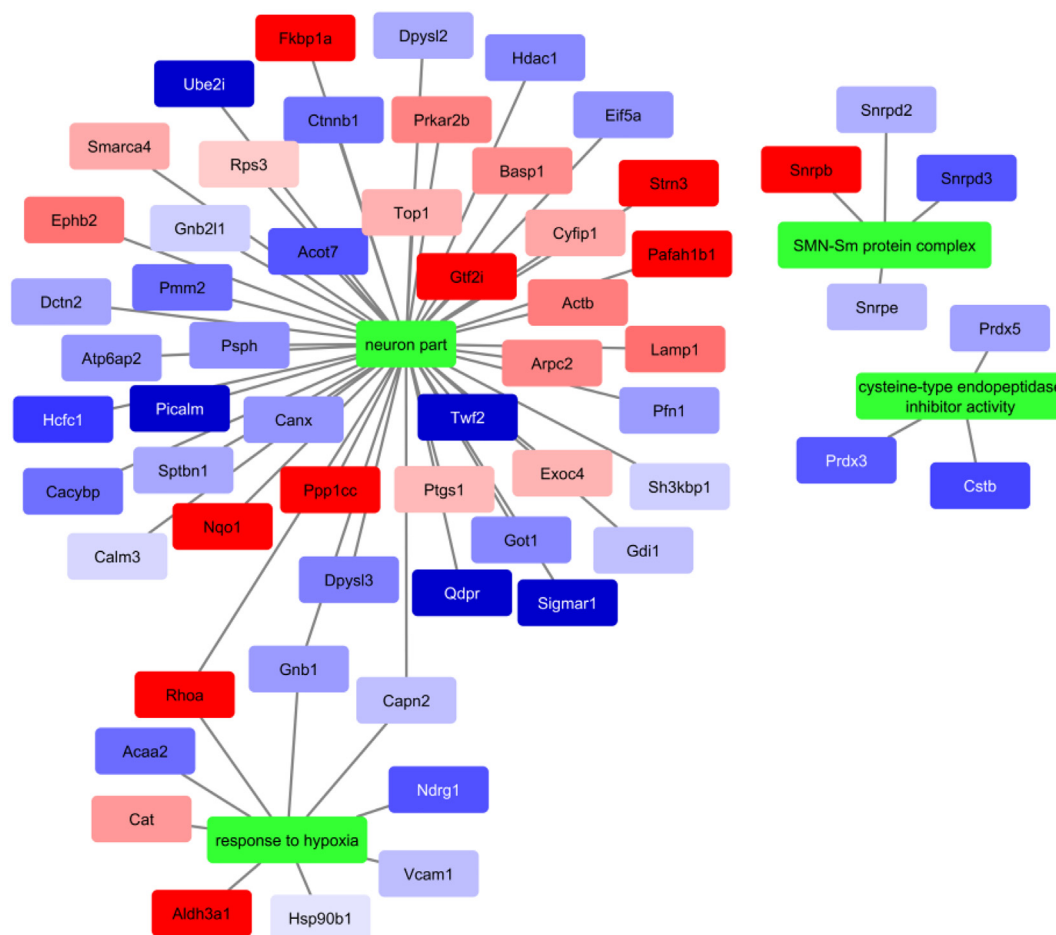 Fkbp1a
Dpysl2
Hdac1
Ube2i
Ctnnb1
Prkar2b
Eif5a
Snrpd2
Smarca4
Rps3
Basp1
Strn3
Snrpb
Snrpd3
Ephb2
Gnb2l1
Top1
Cyfip1
Acot7
Pafah1b1
SMN-Sm protein complex
Gtf2i
Pmm2
Dctn2
Actb
Snrpe
Psph
neuron part
Lamp1
Prdx5
Atp6ap2
Arpc2
cysteine-type endopeptidase
inhibitor activity
Hcfc1
Picalm
Canx
Twf2
Pfn1
Prdx3
Sptbn1
Exoc4
Cstb
Cacybp
Ppp1cc
Ptgs1
Sh3kbp1
Nqo1
Calm3
Got1
Gdi1
Dpysl3
Qdpr
Sigmar1
Gnb1
Rhoa
Capn2
Acaa2
Ndrg1
Cat
response to hypoxia
Vcam1
Aldh3a1
Hsp90b1